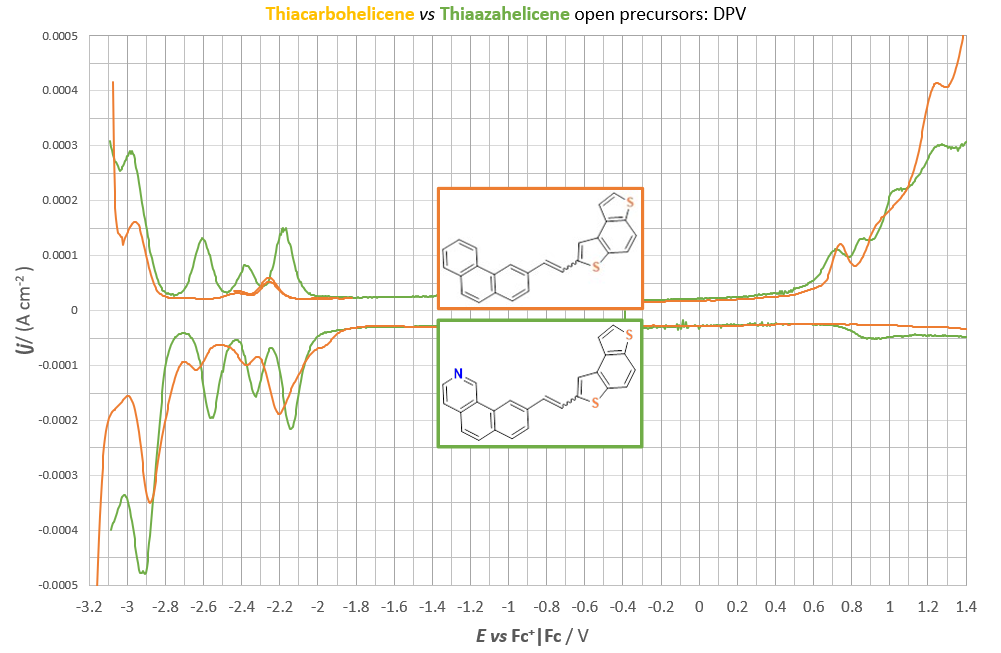 Thiacarbohelicene vs Thiaazahelicene open precursors: DPV
0.0005
0.0004
0.0003
0.0002
0.0001
0
-0.0001
-0.0002
-0.0003
-0.0004
-0.0005
(j/ (A cm⁻²)
S
S
N
S
S
-3.2 -3 -2.8 -2.6 -2.4 -2.2 -2 -1.8 -1.6 -1.4 -1.2 -1 -0.8 -0.6 -0.4 -0.2 0 0.2 0.4 0.6 0.8 1 1.2 1.4
E vs Fc⁺|Fc / V